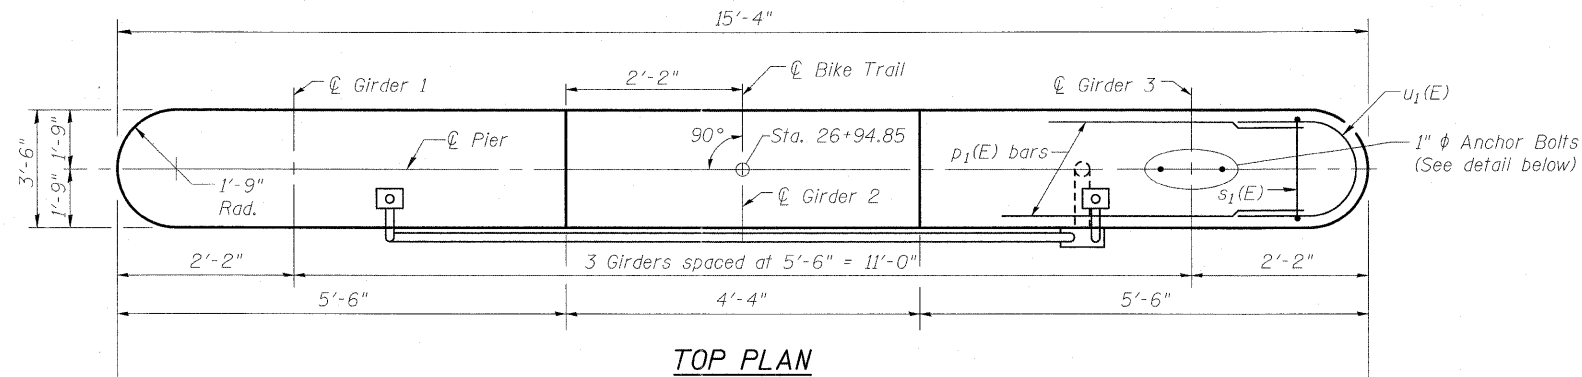 15'-4"
℄ Girder 1
2'-2"
℄ Bike Trail
℄ Girder 3
u₁(E)
3'-6"
1'-9"
1'-9"
℄ Pier
90°
Sta. 26+94.85
p₁(E) bars
1" ϕ Anchor Bolts
(See detail below)
1'-9"
Rad.
℄ Girder 2
s₁(E)
2'-2"
3 Girders spaced at 5'-6" = 11'-0"
2'-2"
5'-6"
4'-4"
5'-6"
TOP PLAN